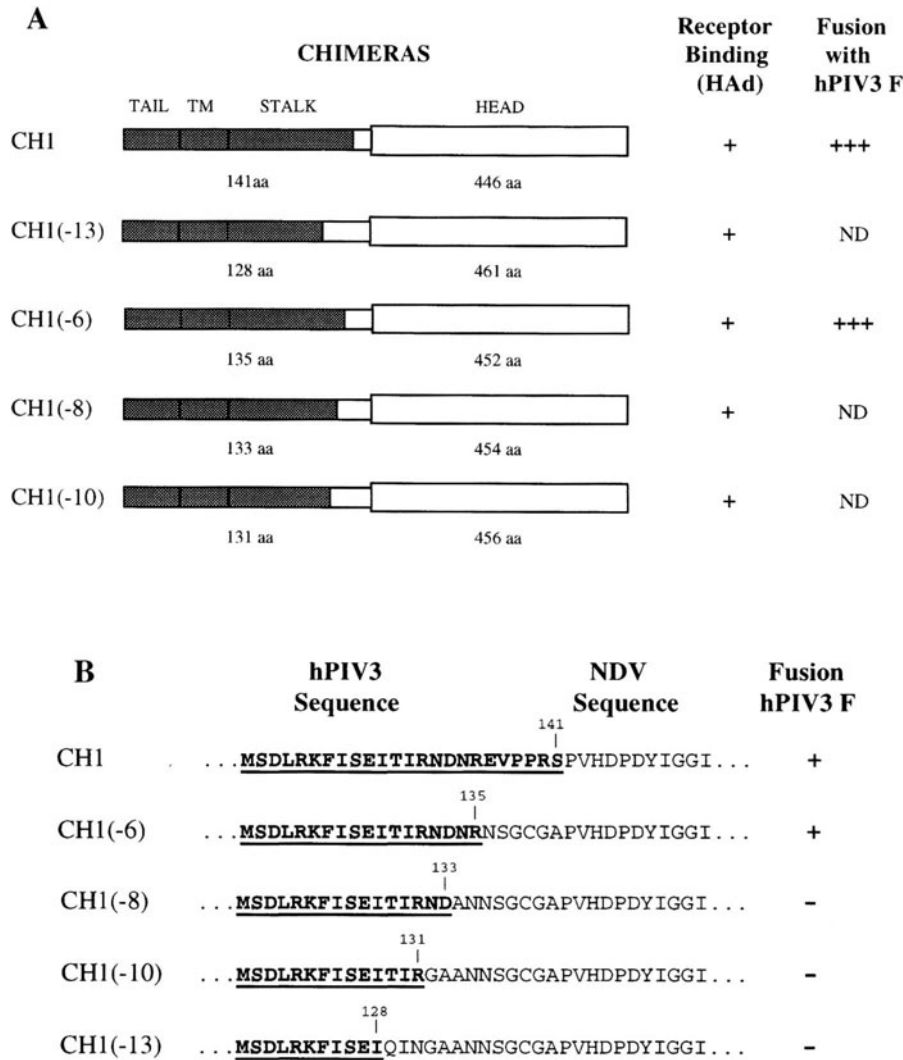 A
CHIMERAS
Receptor Binding (HAd)
Fusion with hPIV3 F
TAIL TM STALK HEAD
CH1 + +++
141aa 446 aa
CH1(-13) + ND
128 aa 461 aa
CH1(-6) + +++
135 aa 452 aa
CH1(-8) + ND
133 aa 454 aa
CH1(-10) + ND
131 aa 456 aa
B
hPIV3 Sequence
NDV Sequence
Fusion hPIV3 F
141
CH1 ...MSDLRKFISEITIRNDNREVPPRSPVHDPDYIGGI... +
135
CH1(-6) ...MSDLRKFISEITIRNDNRNSGCGAPVHDPDYIGGI... +
133
CH1(-8) ...MSDLRKFISEITIRNDANNSGCGAPVHDPDYIGGI... -
131
CH1(-10) ...MSDLRKFISEITIRGAANNSGCGAPVHDPDYIGGI... -
128
CH1(-13) ...MSDLRKFISEIQINGAANNSGCGAPVHDPDYIGGI... -